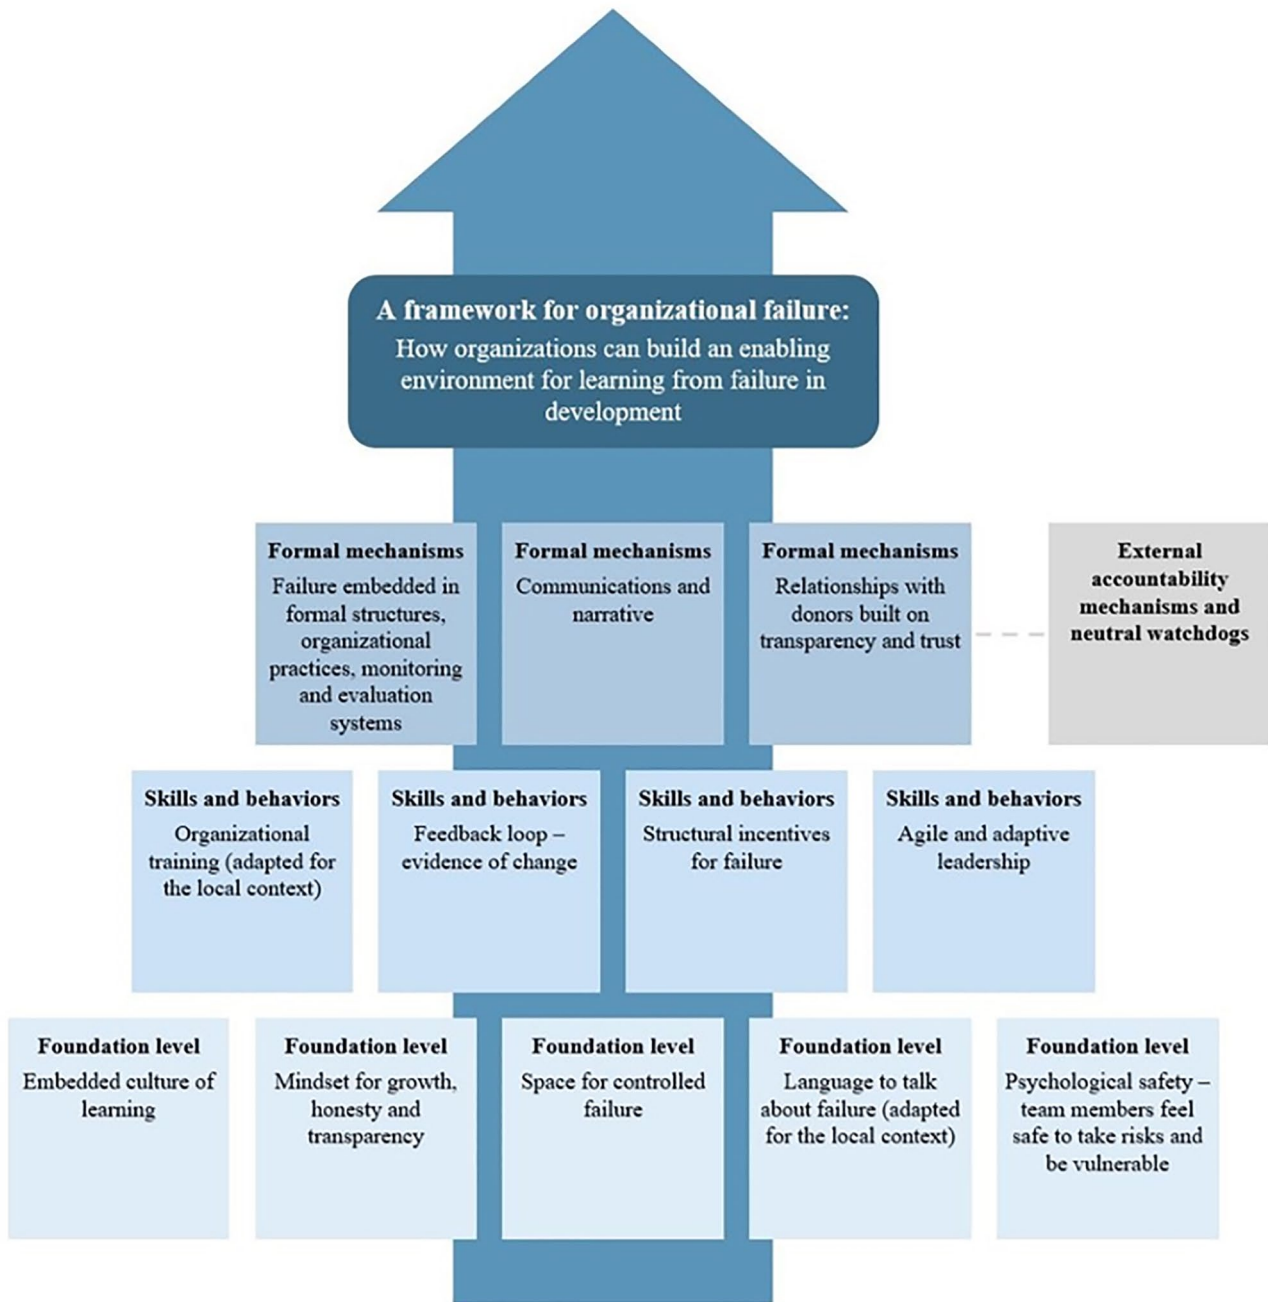 A framework for organizational failure:
How organizations can build an enabling
environment for learning from failure in
development
Formal mechanisms
Failure embedded in
formal structures,
organizational
practices, monitoring
and evaluation
systems
Formal mechanisms
Communications and
narrative
Formal mechanisms
Relationships with
donors built on
transparency and trust
External
accountability
mechanisms and
neutral watchdogs
Skills and behaviors
Organizational
training (adapted for
the local context)
Skills and behaviors
Feedback loop –
evidence of change
Skills and behaviors
Structural incentives
for failure
Skills and behaviors
Agile and adaptive
leadership
Foundation level
Embedded culture of
learning
Foundation level
Mindset for growth,
honesty and
transparency
Foundation level
Space for controlled
failure
Foundation level
Language to talk
about failure (adapted
for the local context)
Foundation level
Psychological safety –
team members feel
safe to take risks and
be vulnerable